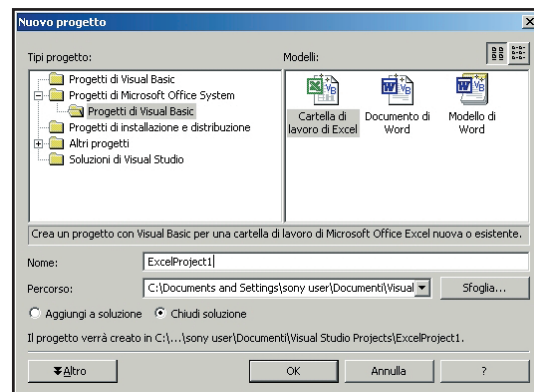 Nuovo progetto
Tipi progetto:
Modelli:
Progetti di Visual Basic
Progetti di Microsoft Office System
Progetti di Visual Basic
Progetti di installazione e distribuzione
Altri progetti
Soluzioni di Visual Studio
Cartella di lavoro di Excel
Documento di Word
Modello di Word
Crea un progetto con Visual Basic per una cartella di lavoro di Microsoft Office Excel nuova o esistente.
Nome:
ExcelProject1
Percorso:
C:\Documents and Settings\sony user\Documenti\Visual
Sfoglia...
Aggiungi a soluzione
Chiudi soluzione
Il progetto verrà creato in C:\...\sony user\Documenti\Visual Studio Projects\ExcelProject1.
Altro
OK
Annulla
?